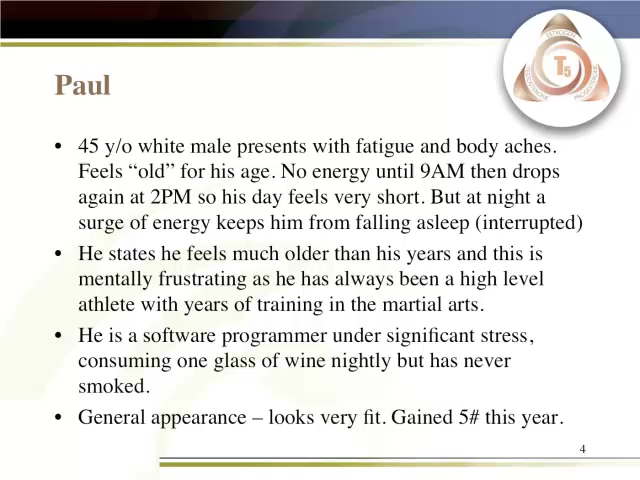 ESTROGEN
TESTOSTERONE
PROGESTERONE
T5
Paul
• 45 y/o white male presents with fatigue and body aches.
Feels “old” for his age. No energy until 9AM then drops
again at 2PM so his day feels very short. But at night a
surge of energy keeps him from falling asleep (interrupted)
• He states he feels much older than his years and this is
mentally frustrating as he has always been a high level
athlete with years of training in the martial arts.
• He is a software programmer under significant stress,
consuming one glass of wine nightly but has never
smoked.
• General appearance – looks very fit. Gained 5# this year.
4